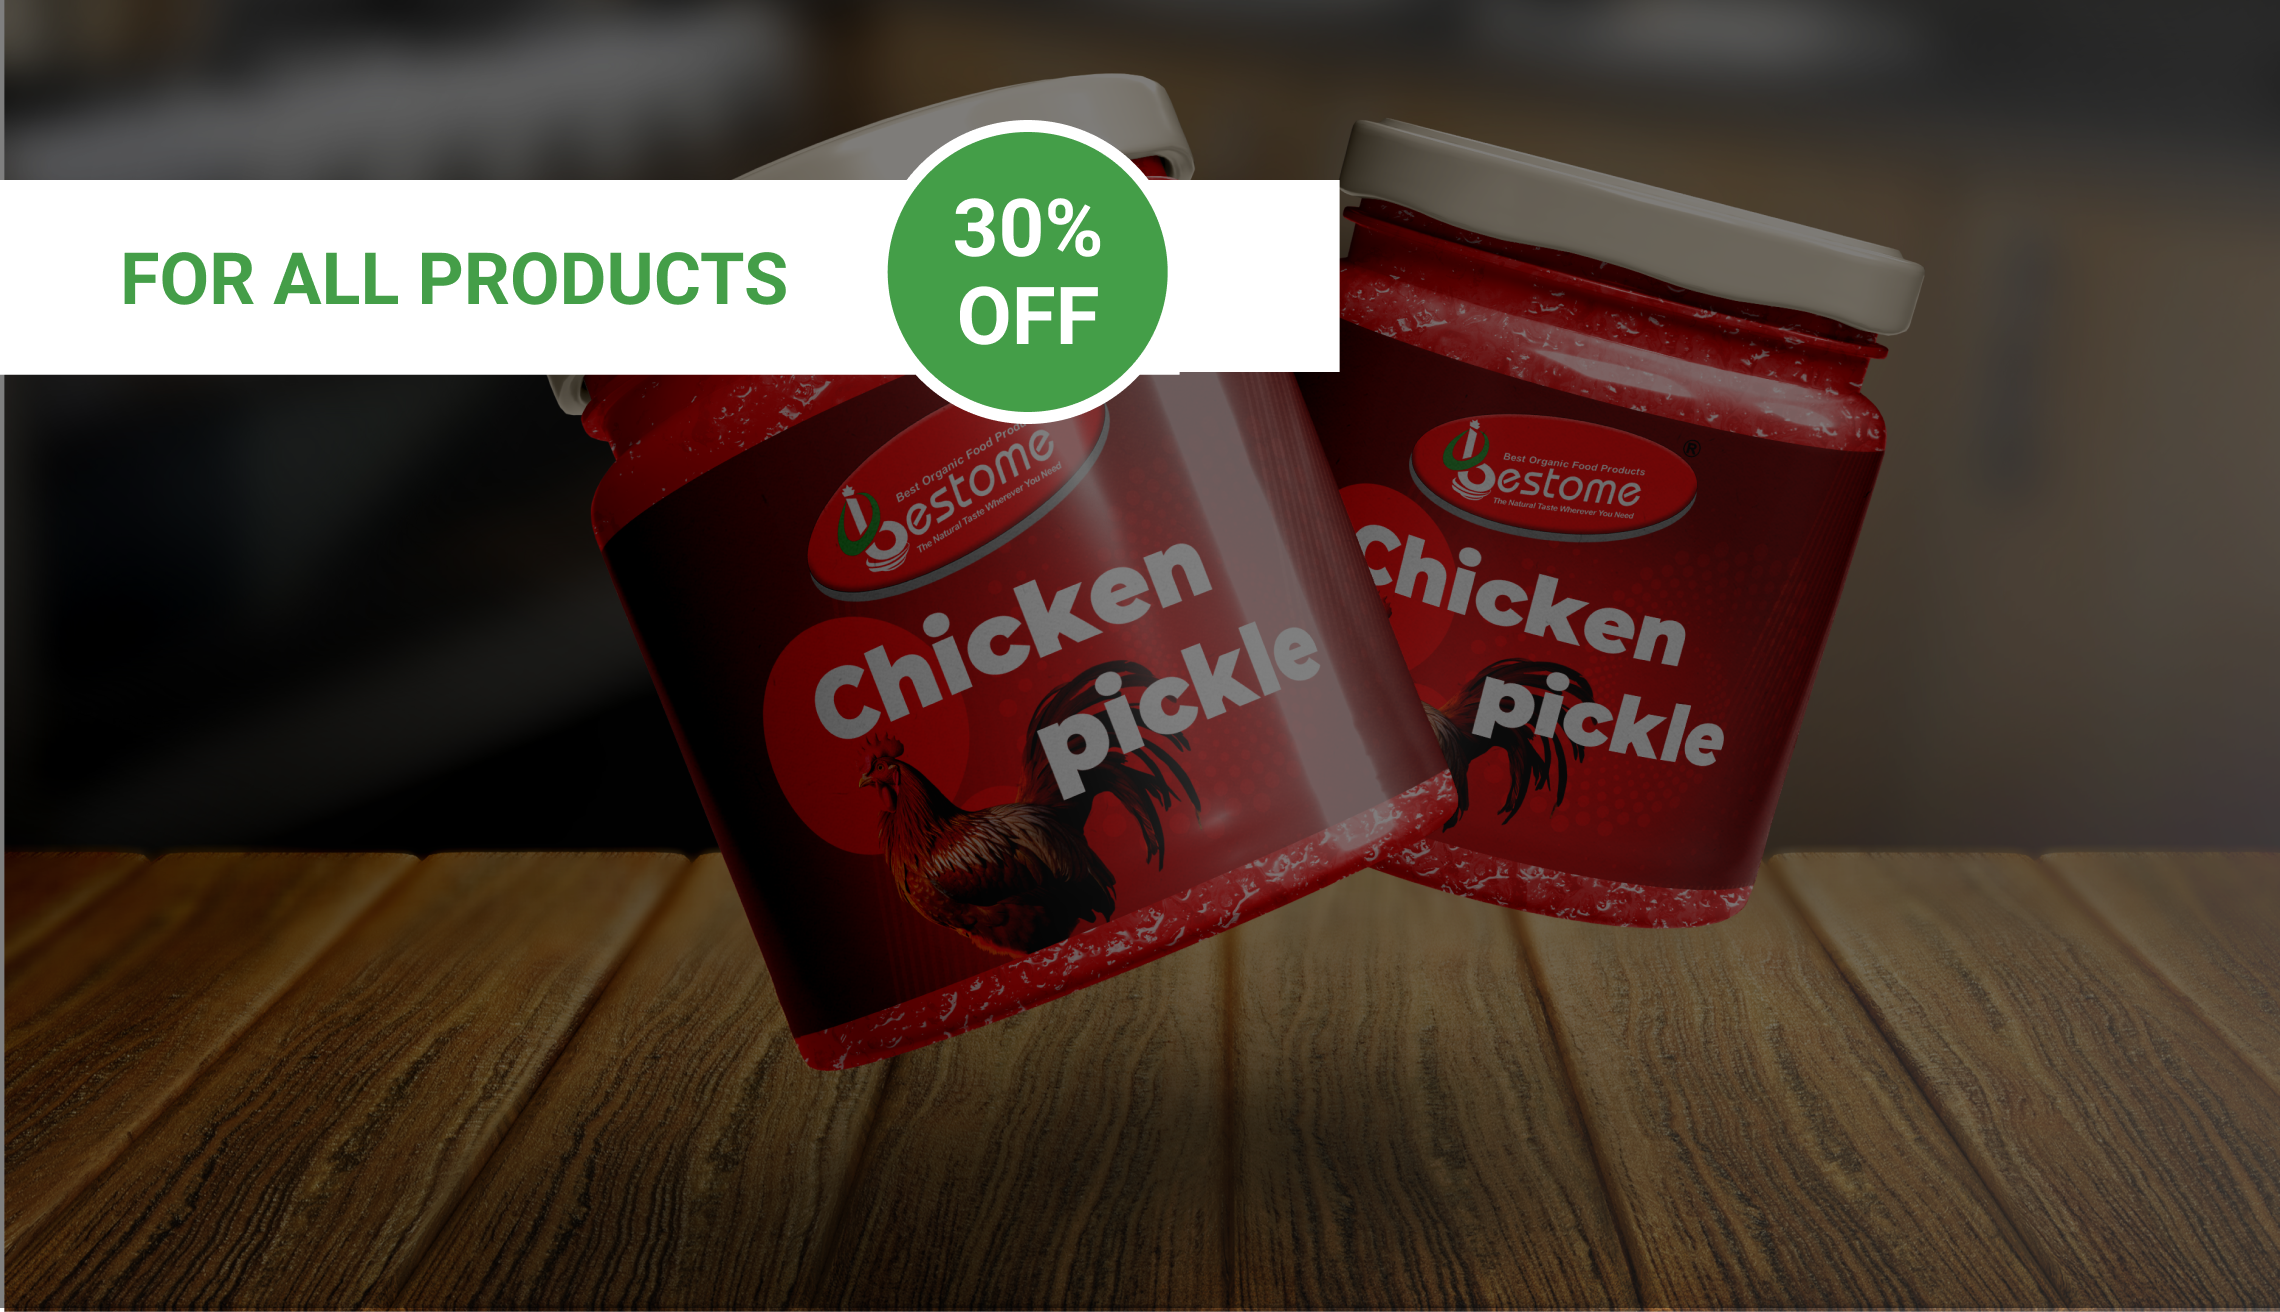 FOR ALL PRODUCTS
30%
OFF
Best Organic Food
bestome
The Natural Taste Wherever You Need
Chicken
pickle
®
Best Organic Food Products
bestome
The Natural Taste Wherever You Need
Chicken
pickle